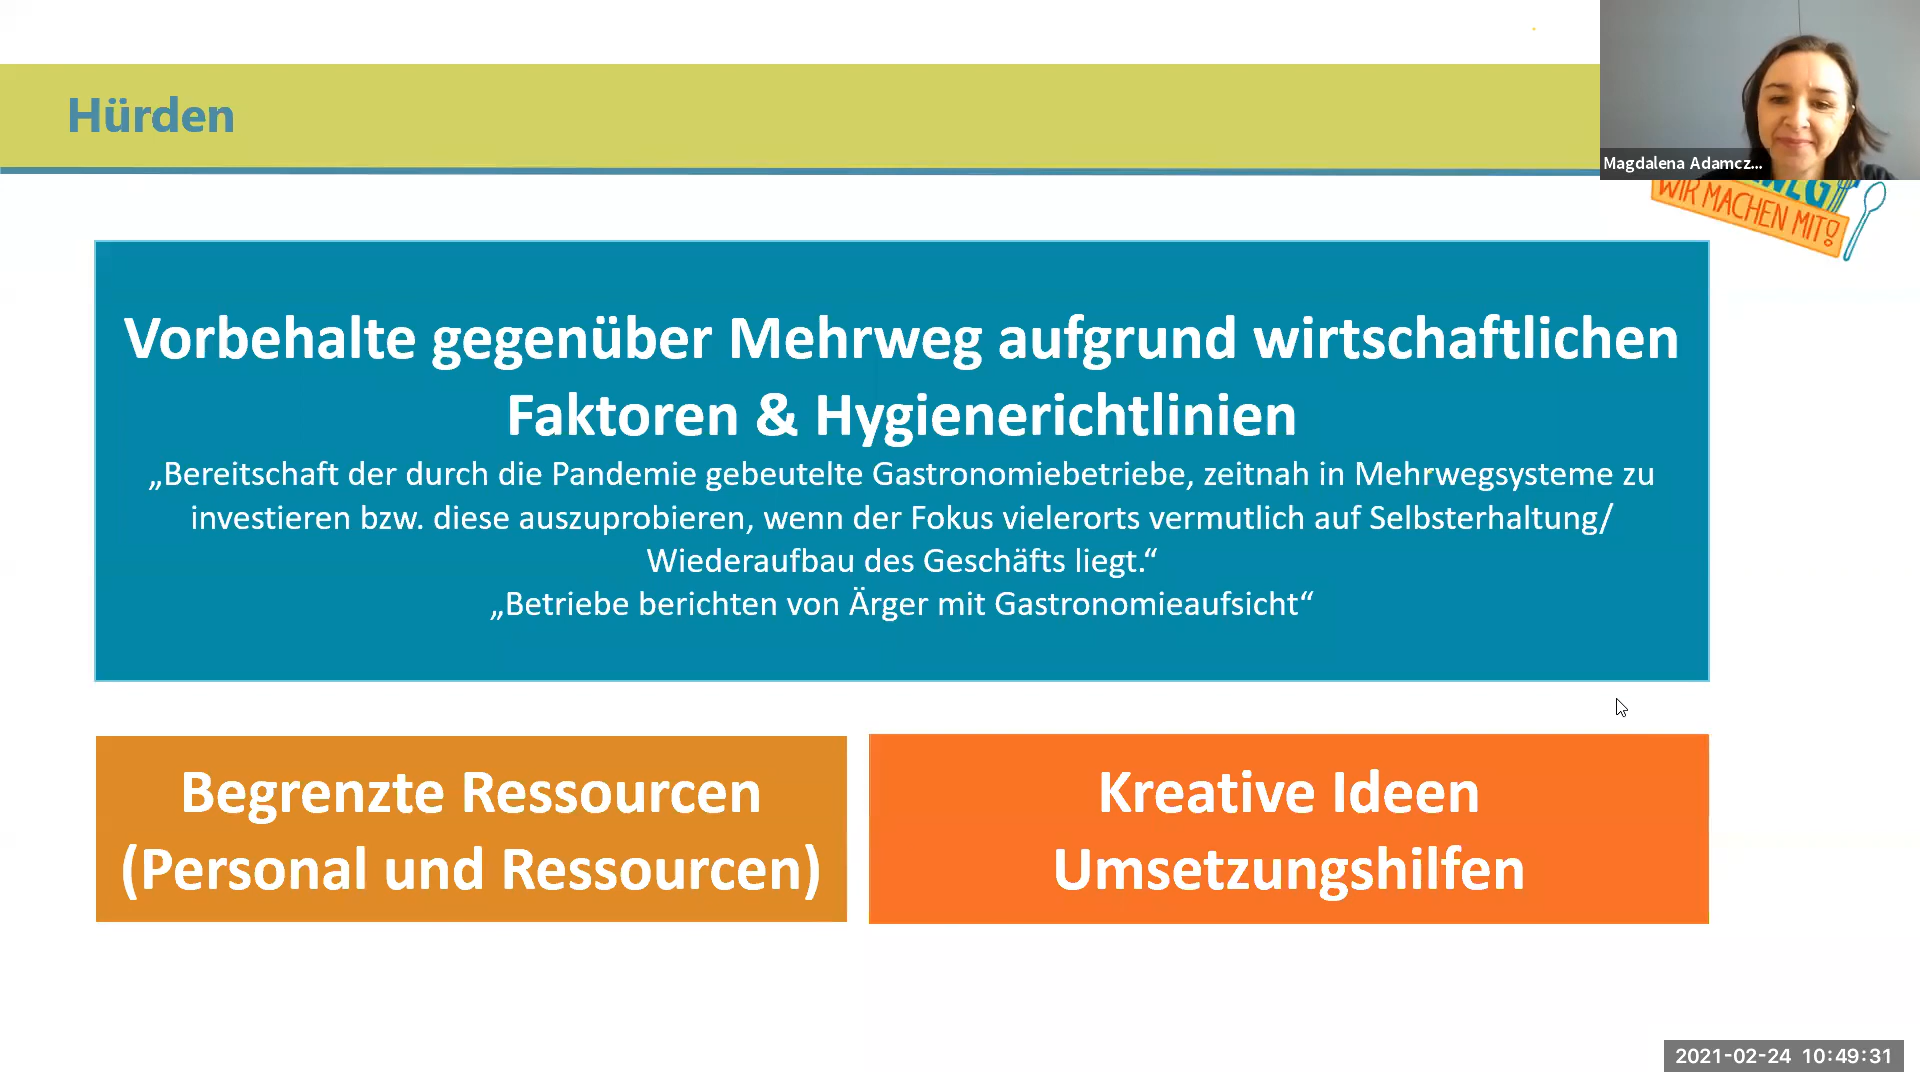 Hürden
Magdalena Adamcz...
WIR MACHEN MIT!
Vorbehalte gegenüber Mehrweg aufgrund wirtschaftlichen
Faktoren & Hygienerichtlinien
„Bereitschaft der durch die Pandemie gebeutelte Gastronomiebetriebe, zeitnah in Mehrwegsysteme zu
investieren bzw. diese auszuprobieren, wenn der Fokus vielerorts vermutlich auf Selbsterhaltung/
Wiederaufbau des Geschäfts liegt.“
„Betriebe berichten von Ärger mit Gastronomieaufsicht“
Begrenzte Ressourcen
(Personal und Ressourcen)
Kreative Ideen
Umsetzungshilfen
2021-02-24 10:49:31